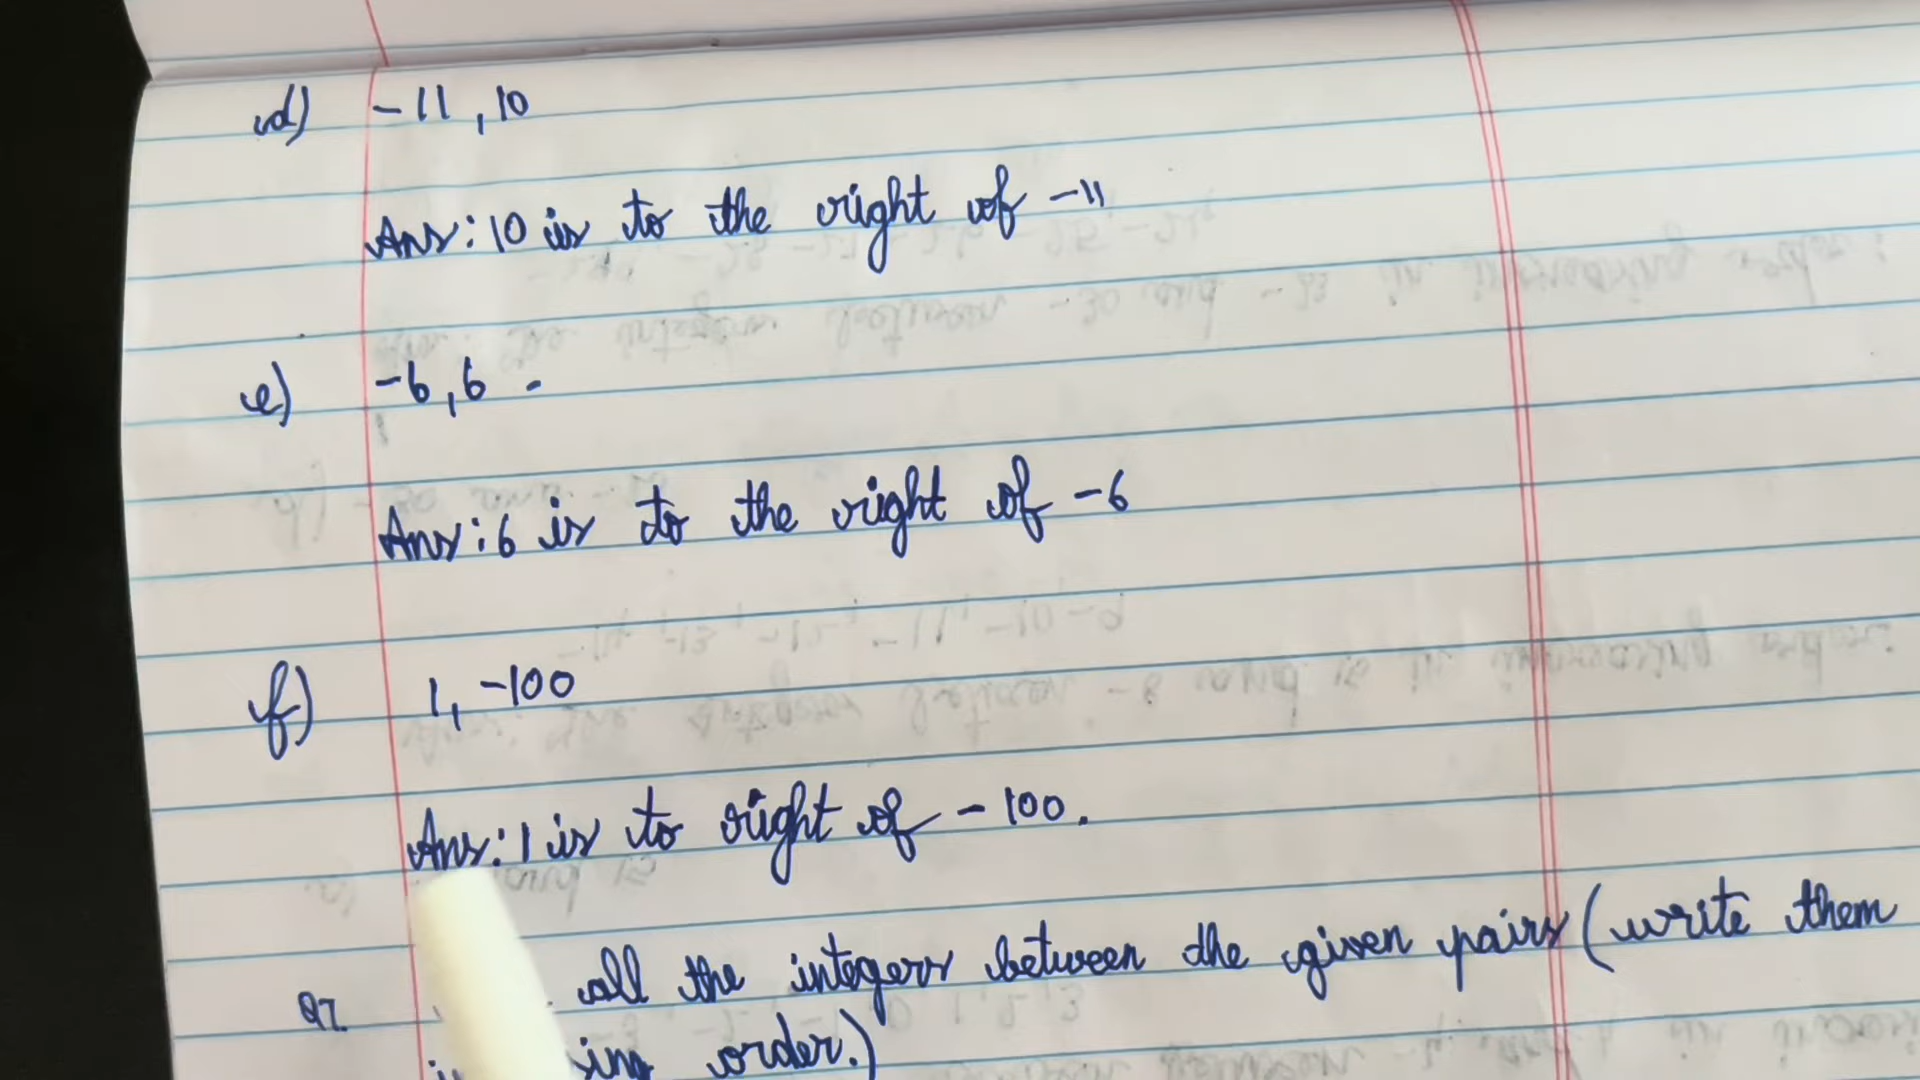 d) -11, 10
Ans: 10 is to the right of -11
e) -6, 6 -
Ans: 6 is to the right of -6
f) 1, -100
Ans: 1 is to right of -100.
Q7. all the integers between the given pairs (write them
order.)